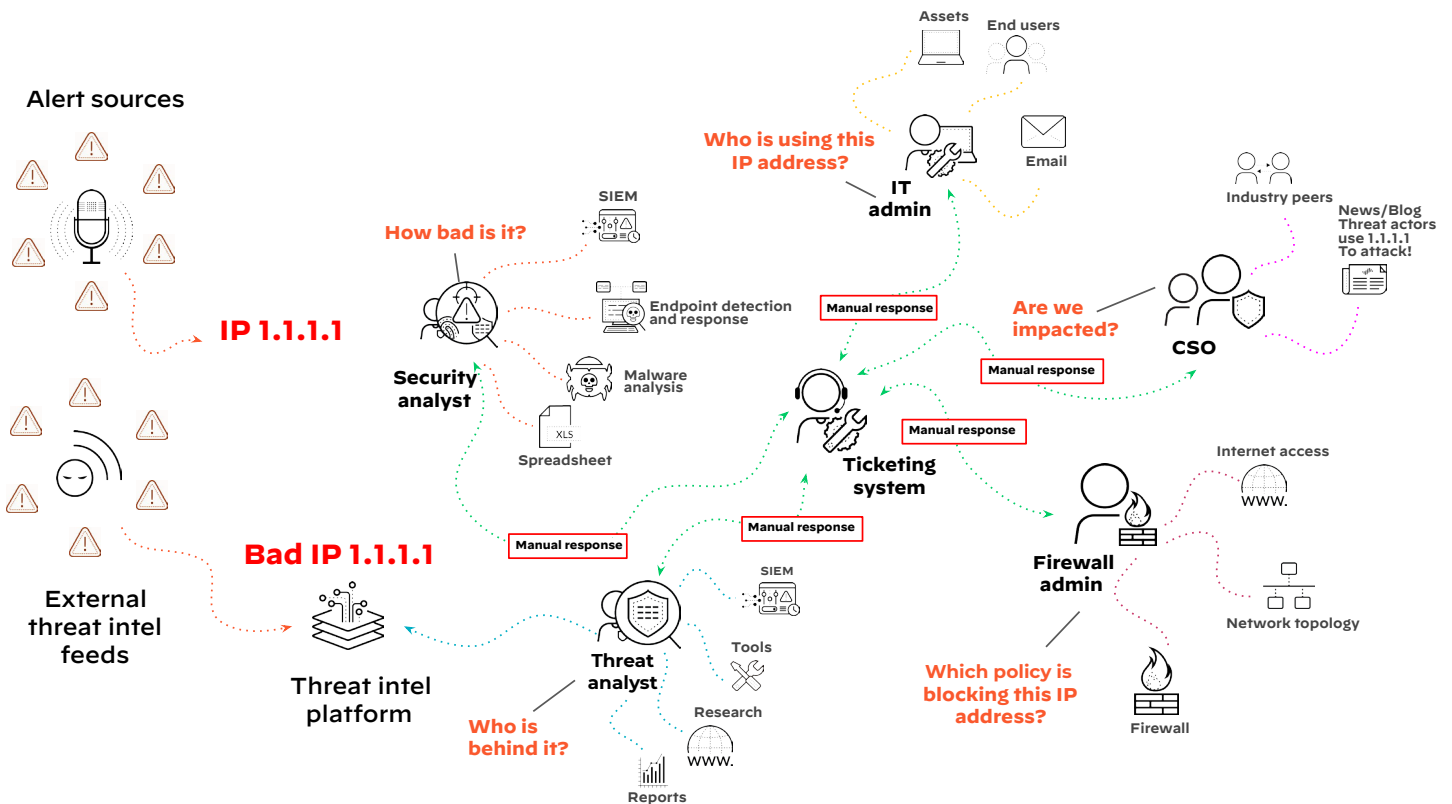 Alert sources
IP 1.1.1.1
External
threat intel
feeds
Bad IP 1.1.1.1
Threat intel
platform
How bad is it?
Security
analyst
SIEM
Endpoint detection
and response
Malware
analysis
XLS
Spreadsheet
Manual response
Manual response
Threat
analyst
Who is
behind it?
SIEM
Tools
Research
www.
Reports
Assets
End users
Email
Who is using this
IP address?
IT
admin
Manual response
Ticketing
system
Manual response
Manual response
Are we
impacted?
CSO
Industry peers
News/Blog
Threat actors
use 1.1.1.1
To attack!
Firewall
admin
Internet access
www.
Network topology
Which policy is
blocking this IP
address?
Firewall